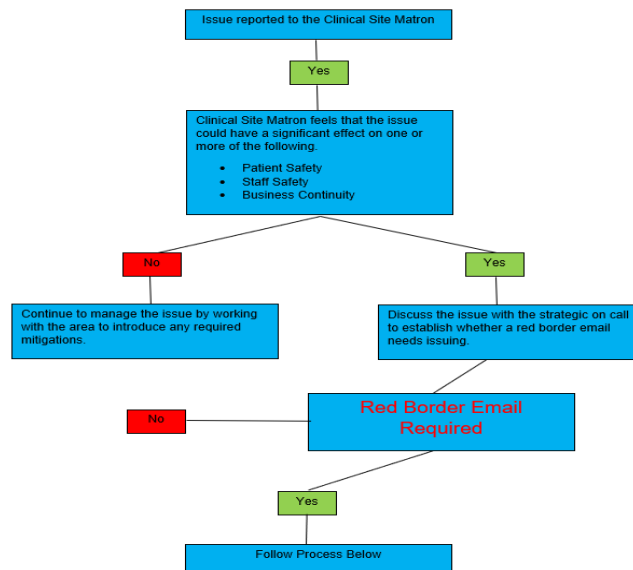 Issue reported to the Clinical Site Matron
Yes
Clinical Site Matron feels that the issue
could have a significant effect on one or
more of the following.
• Patient Safety
• Staff Safety
• Business Continuity
No
Yes
Continue to manage the issue by working
with the area to introduce any required
mitigations.
Discuss the issue with the strategic on call
to establish whether a red border email
needs issuing.
Red Border Email
Required
No
Yes
Follow Process Below